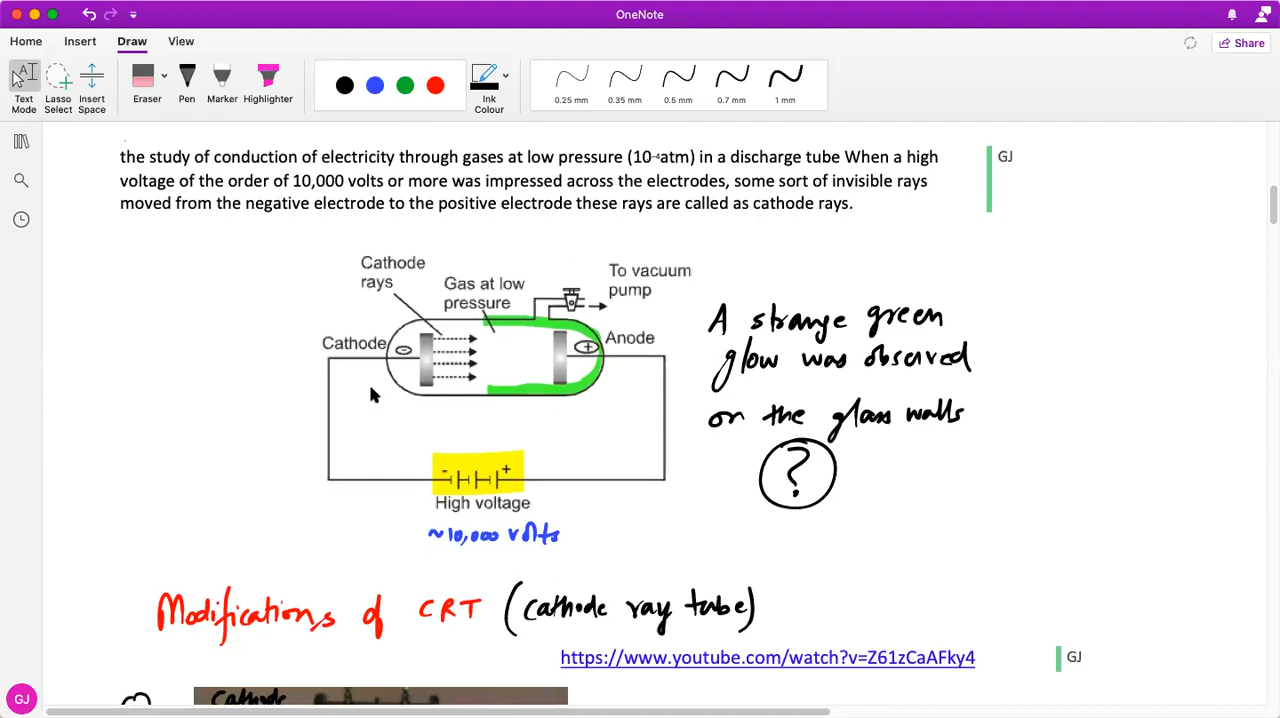 OneNote
Home Insert Draw View
Share
Text Mode
Lasso Select
Insert Space
Eraser
Pen
Marker
Highlighter
Ink Colour
0.25 mm
0.35 mm
0.5 mm
0.7 mm
1 mm
the study of conduction of electricity through gases at low pressure (10⁻⁴atm) in a discharge tube When a high
voltage of the order of 10,000 volts or more was impressed across the electrodes, some sort of invisible rays
moved from the negative electrode to the positive electrode these rays are called as cathode rays.
GJ
Cathode
rays
Gas at low
pressure
To vacuum
pump
Cathode
-
+
Anode
- +
High voltage
~10,000 volts
A strange green
glow was observed
on the glass walls
?
Modifications of CRT (cathode ray tube)
https://www.youtube.com/watch?v=Z61zCaAFky4
GJ
Cathode
GJ